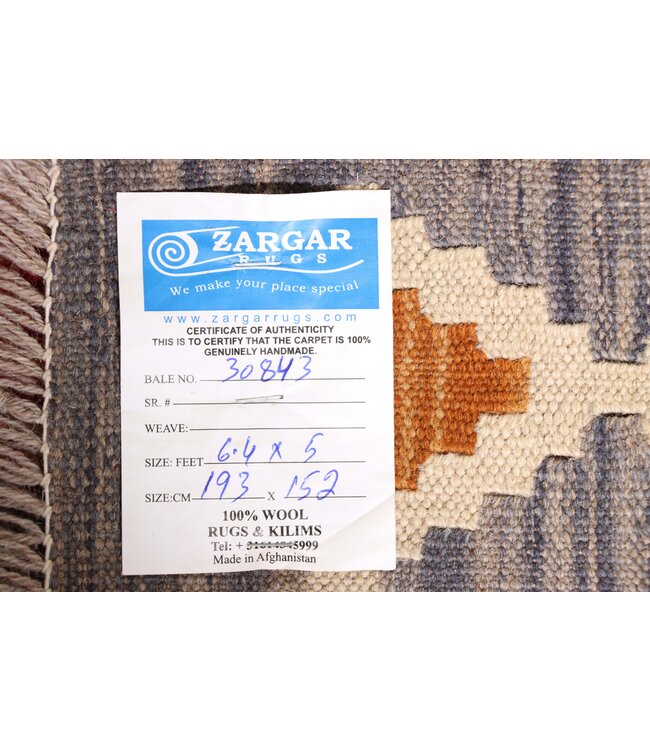 ZARGAR
RUGS
We make your place special
www.zargarrugs.com
CERTIFICATE OF AUTHENTICITY
THIS IS TO CERTIFY THAT THE CARPET IS 100%
GENUINELY HANDMADE.
BALE NO. 30843
SR. #
WEAVE:
SIZE: FEET 6.4 x 5
SIZE:CM 193 X 152
100% WOOL
RUGS & KILIMS
Tel: + 31614345999
Made in Afghanistan